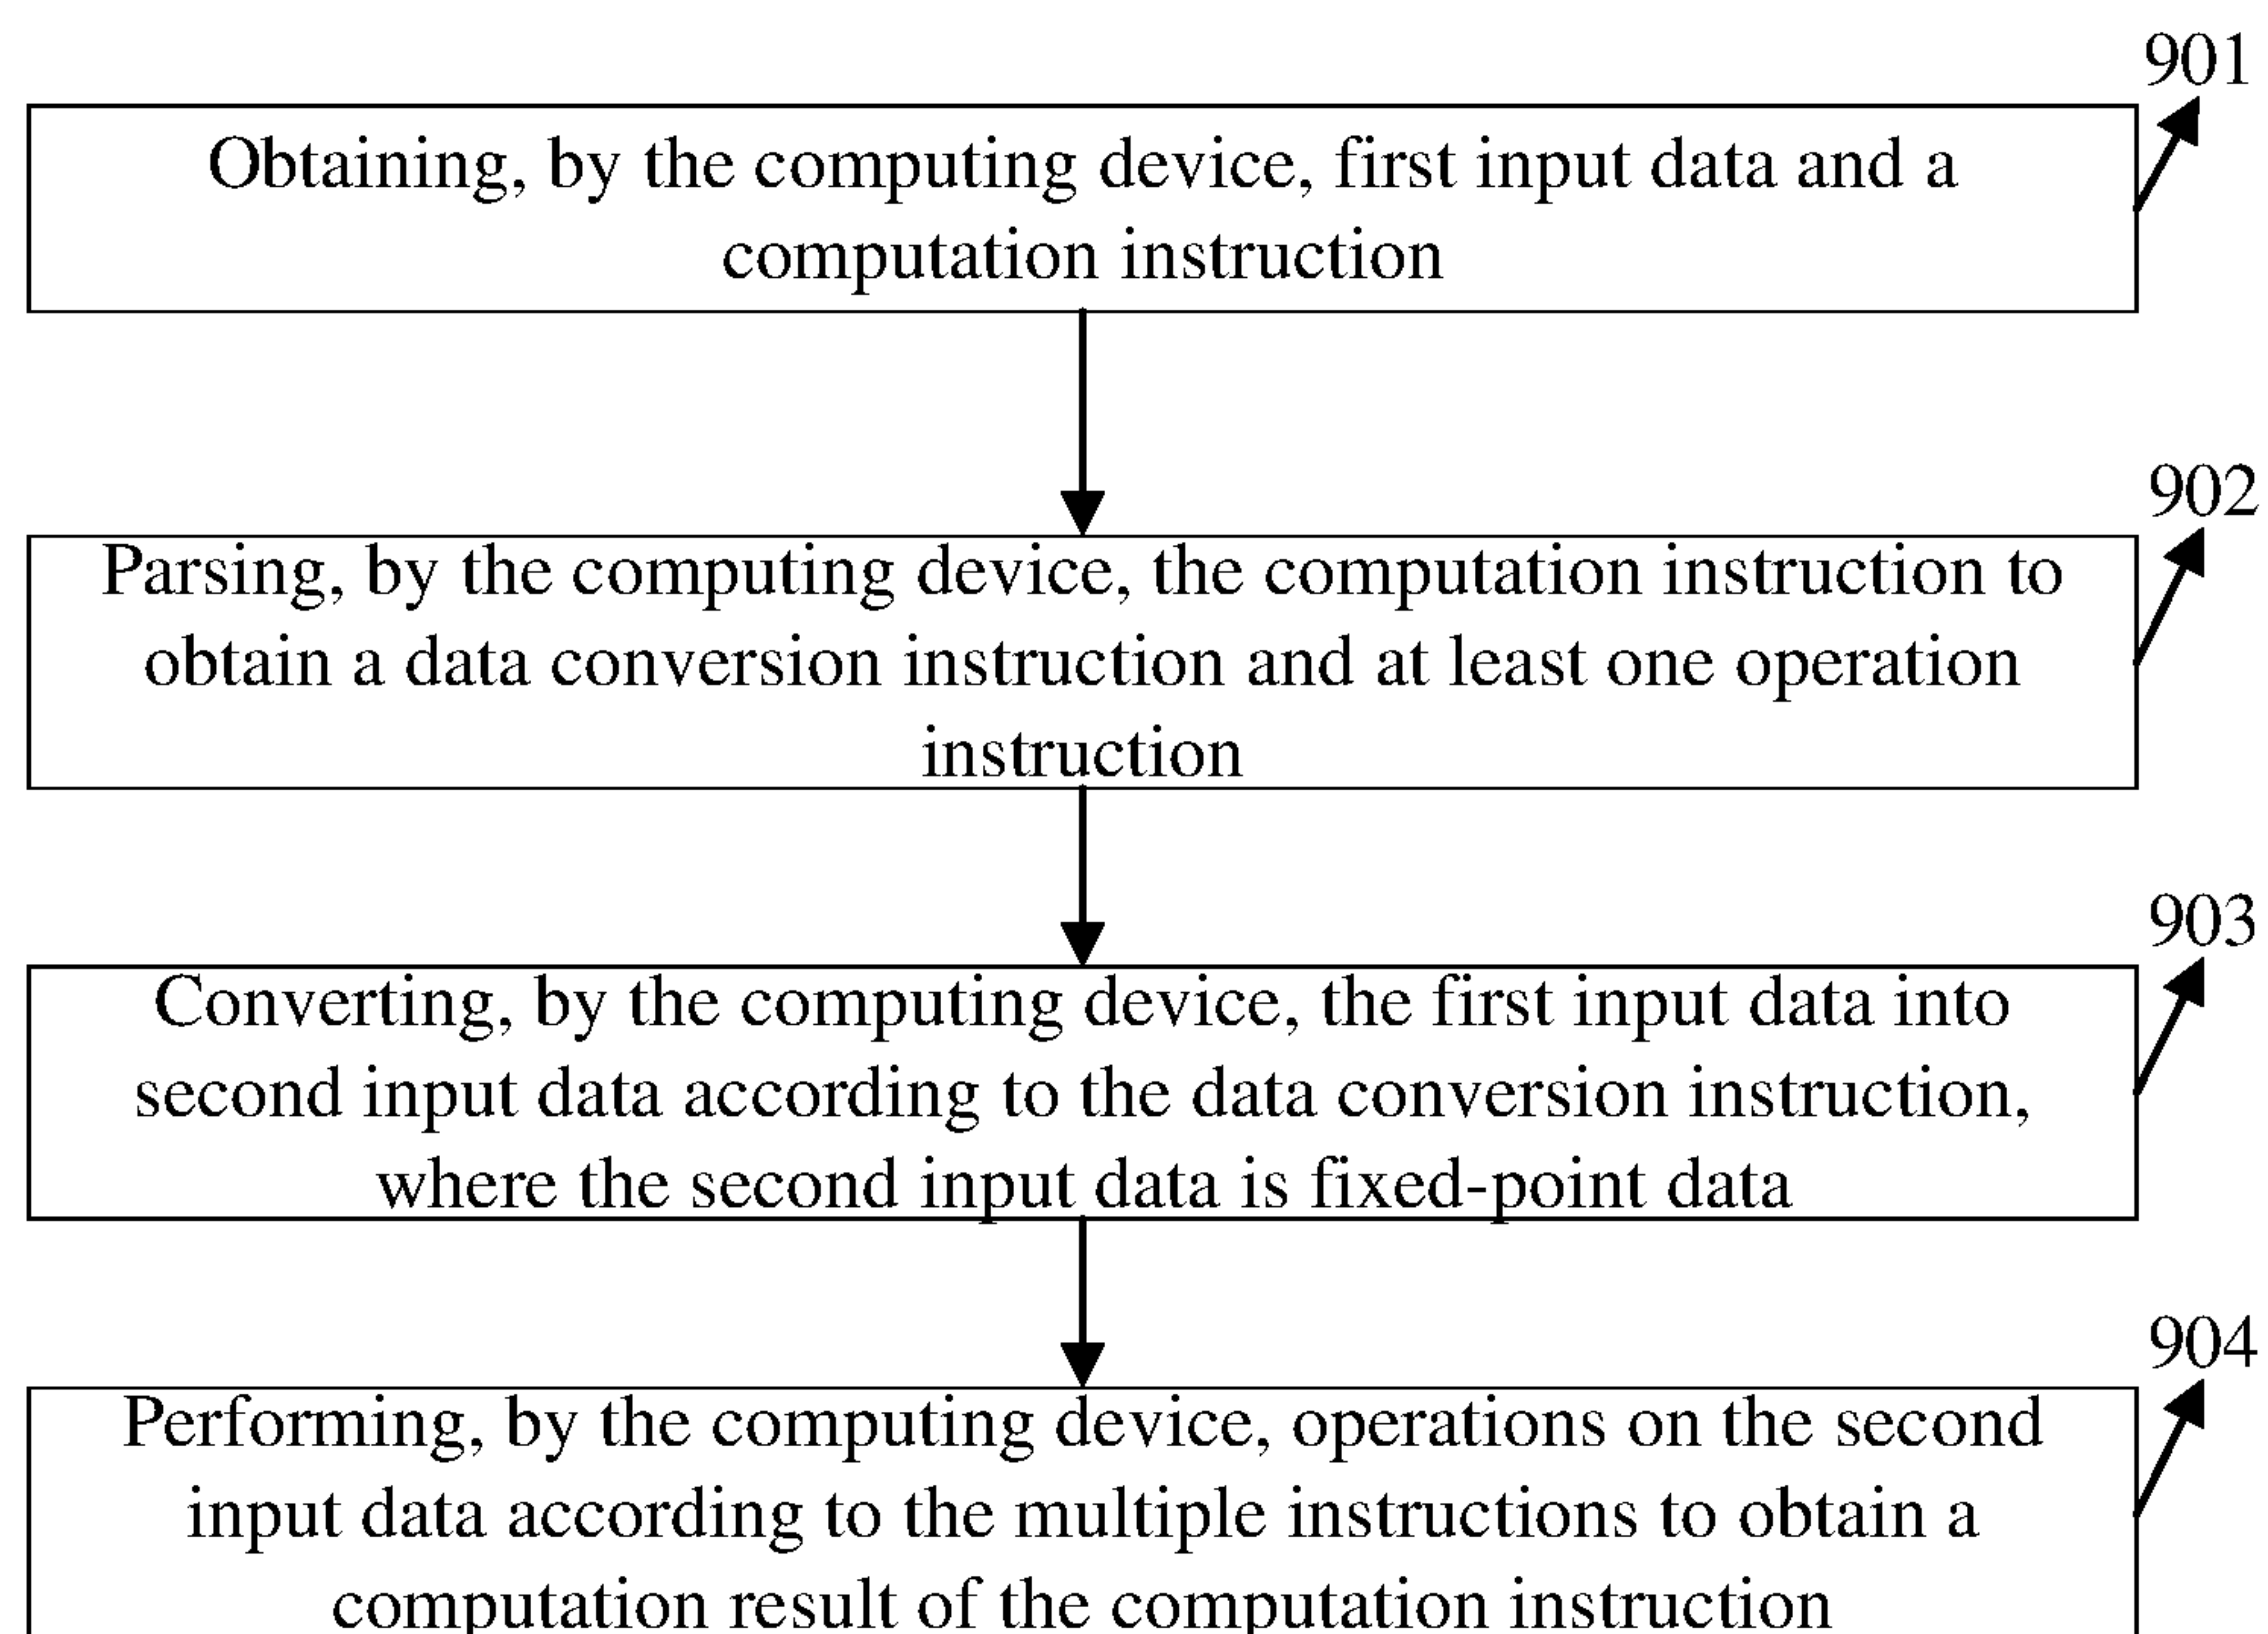 901
Obtaining, by the computing device, first input data and a
computation instruction
902
Parsing, by the computing device, the computation instruction to
obtain a data conversion instruction and at least one operation
instruction
903
Converting, by the computing device, the first input data into
second input data according to the data conversion instruction,
where the second input data is fixed-point data
904
Performing, by the computing device, operations on the second
input data according to the multiple instructions to obtain a
computation result of the computation instruction